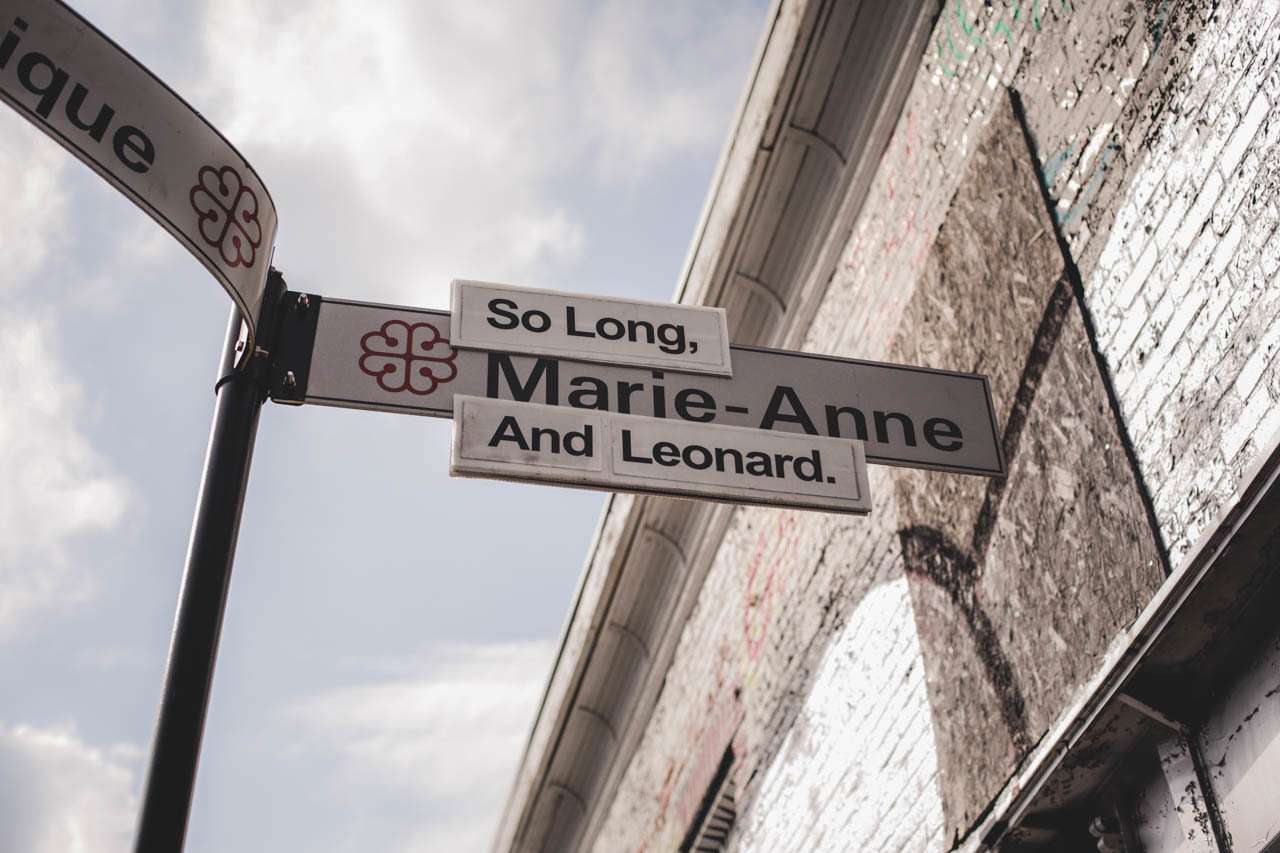 ique
So Long,
Marie-Anne
And Leonard.